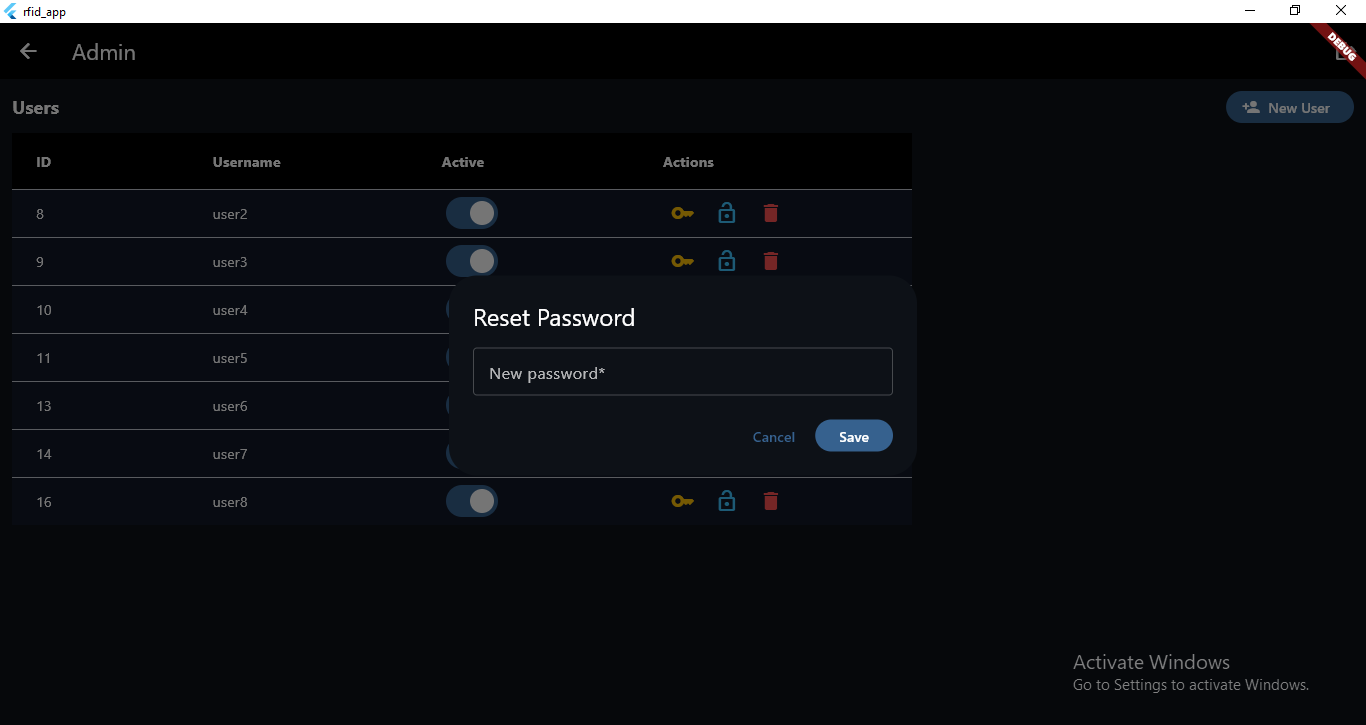 rfid_app
Admin
DEBUG
Users
New User
ID Username Active Actions
8 user2
9 user3
10 user4
11 user5
13 user6
14 user7
16 user8
Reset Password
New password*
Cancel Save
Activate Windows
Go to Settings to activate Windows.